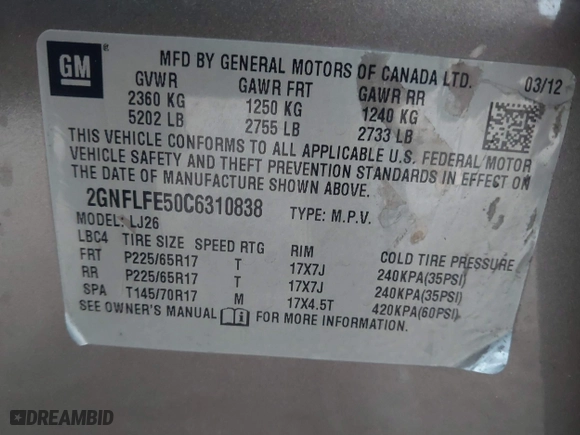 GM
MFD BY GENERAL MOTORS OF CANADA LTD.
GVWR GAWR FRT GAWR RR 03/12
2360 KG 1250 KG 1240 KG
5202 LB 2755 LB 2733 LB
THIS VEHICLE CONFORMS TO ALL APPLICABLE U.S. FEDERAL MOTOR
VEHICLE SAFETY AND THEFT PREVENTION STANDARDS IN EFFECT ON
THE DATE OF MANUFACTURE SHOWN ABOVE.
2GNFLFE50C6310838 TYPE: M.P.V.
MODEL: LJ26
LBC4 TIRE SIZE SPEED RTG RIM COLD TIRE PRESSURE
FRT P225/65R17 T 17X7J 240KPA(35PSI)
RR P225/65R17 T 17X7J 240KPA(35PSI)
SPA T145/70R17 M 17X4.5T 420KPA(60PSI)
SEE OWNER'S MANUAL FOR MORE INFORMATION.
DREAMBID